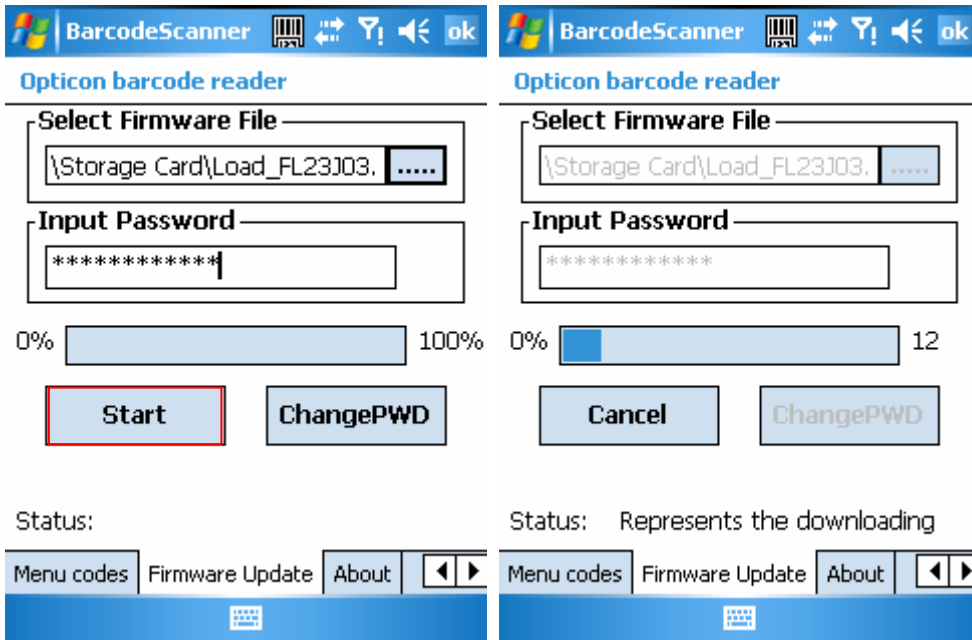 BarcodeScanner ok
Opticon barcode reader
Select Firmware File
\Storage Card\Load_FL23J03. .....
Input Password
************
0% 100%
Start ChangePWD
Status:
Menu codes Firmware Update About
BarcodeScanner ok
Opticon barcode reader
Select Firmware File
\Storage Card\Load_FL23J03. .....
Input Password
************
0% 12
Cancel ChangePWD
Status: Represents the downloading
Menu codes Firmware Update About